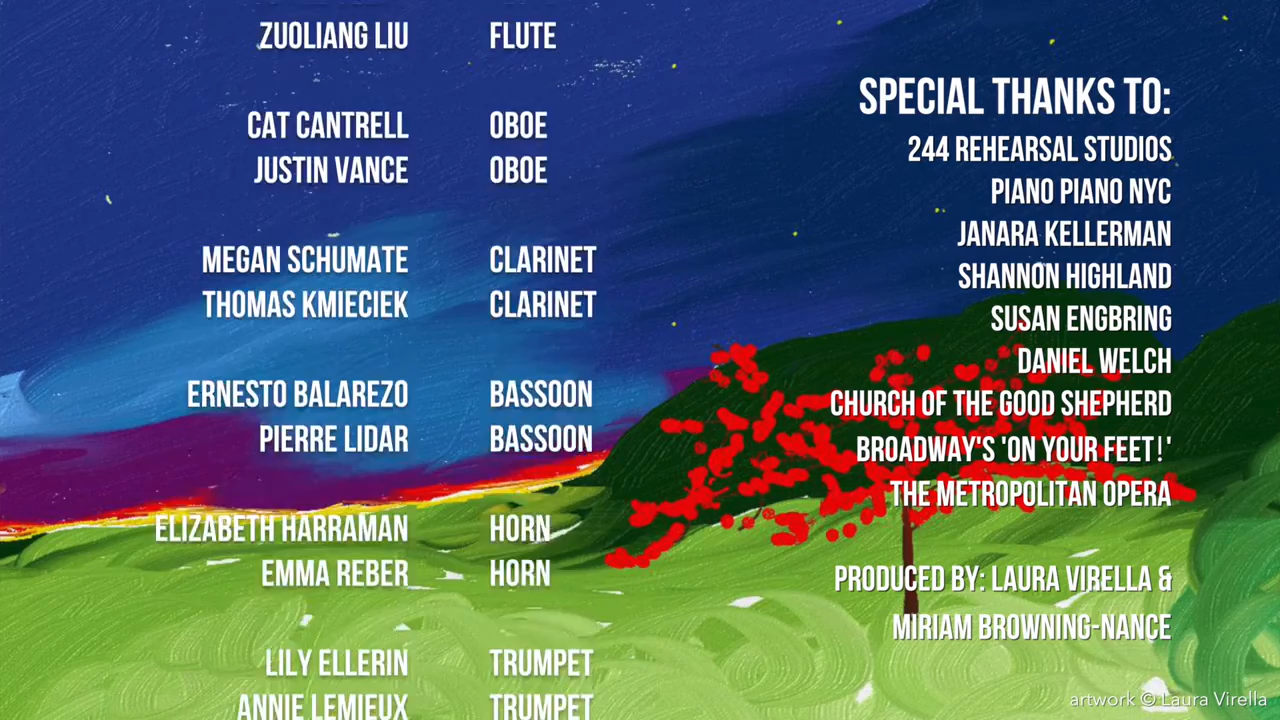 ZUOLIANG LIU FLUTE
CAT CANTRELL OBOE
JUSTIN VANCE OBOE
MEGAN SCHUMATE CLARINET
THOMAS KMIECIEK CLARINET
ERNESTO BALAREZO BASSOON
PIERRE LIDAR BASSOON
ELIZABETH HARRAMAN HORN
EMMA REBER HORN
LILY ELLERIN TRUMPET
ANNIE LEMIEUX TRUMPET
SPECIAL THANKS TO:
244 REHEARSAL STUDIOS
PIANO PIANO NYC
JANARA KELLERMAN
SHANNON HIGHLAND
SUSAN ENGBRING
DANIEL WELCH
CHURCH OF THE GOOD SHEPHERD
BROADWAY'S 'ON YOUR FEET!'
THE METROPOLITAN OPERA
PRODUCED BY: LAURA VIRELLA &
MIRIAM BROWNING-NANCE
artwork © Laura Virella